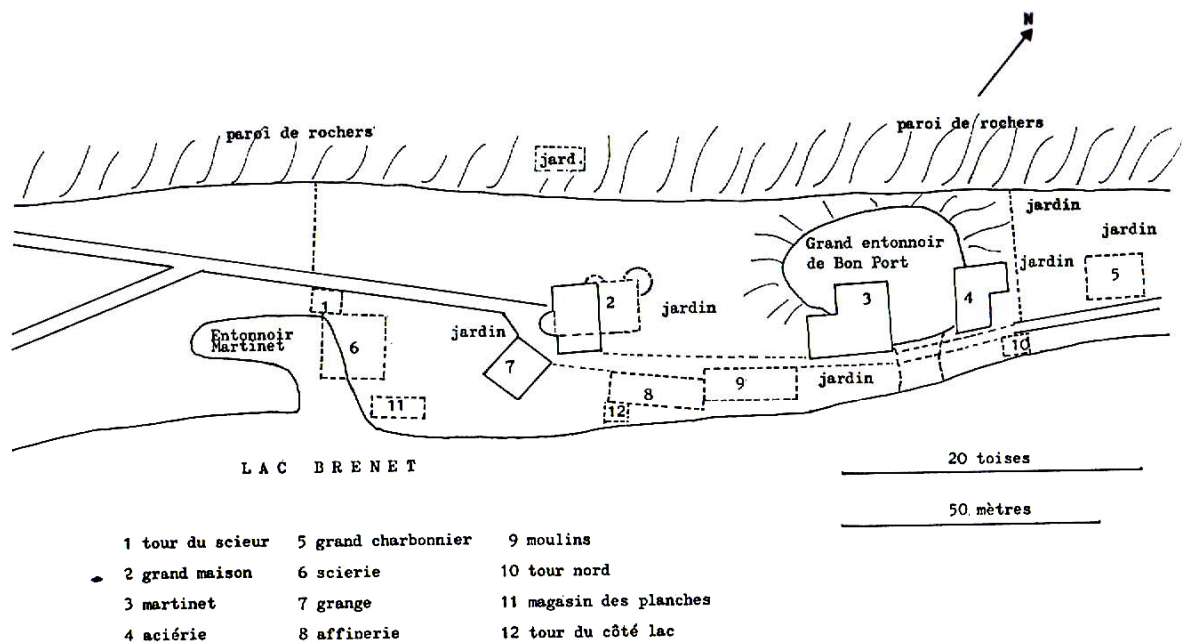 N
paroi de rochers
paroi de rochers
jard.
jardin
jardin
Grand entonnoir
de Bon Port
jardin
5
2
jardin
3
4
1
Entonnoir
Martinet
6
jardin
7
10
9
jardin
8
11
12
LAC BRENET
20 toises
50 mètres
1 tour du scieur
2 grand maison
3 martinet
4 aciérie
5 grand charbonnier
6 scierie
7 grange
8 affinerie
9 moulins
10 tour nord
11 magasin des planches
12 tour du côté lac